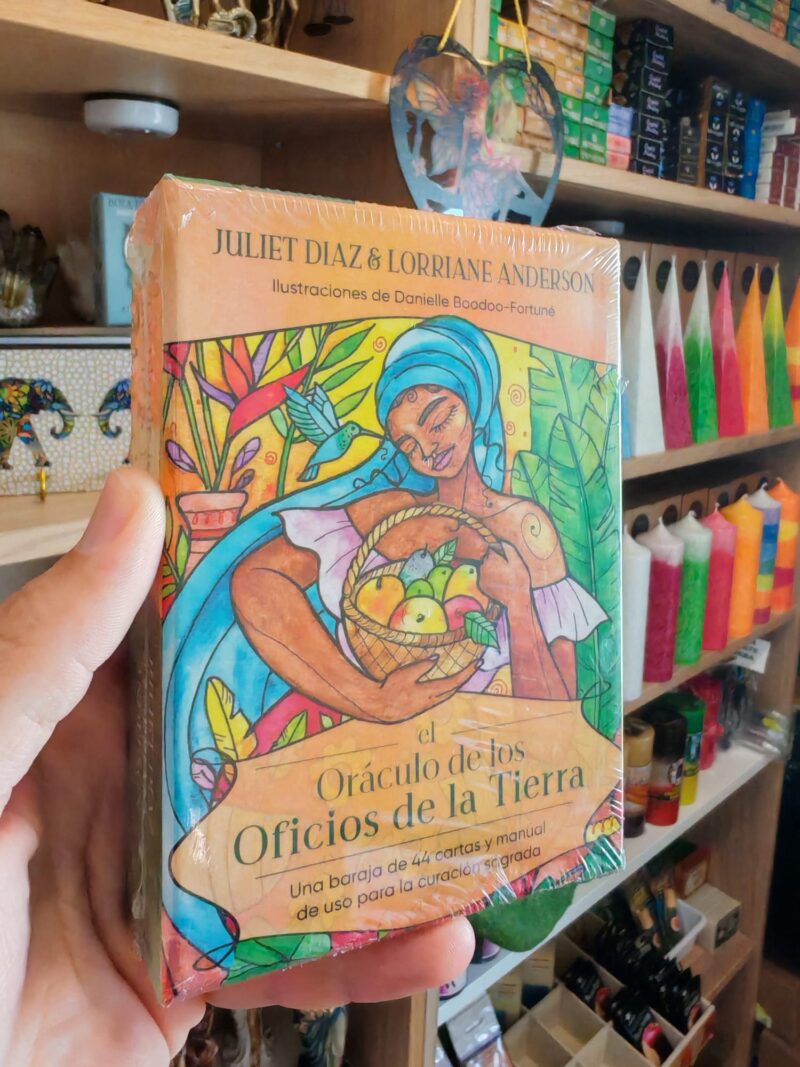 JULIET DIAZ & LORRIANE ANDERSON
Ilustraciones de Danielle Boodoo-Fortuné
el
Oráculo de los
Oficios de la Tierra
Una baraja de 44 cartas y manual
de uso para la curación sagrada